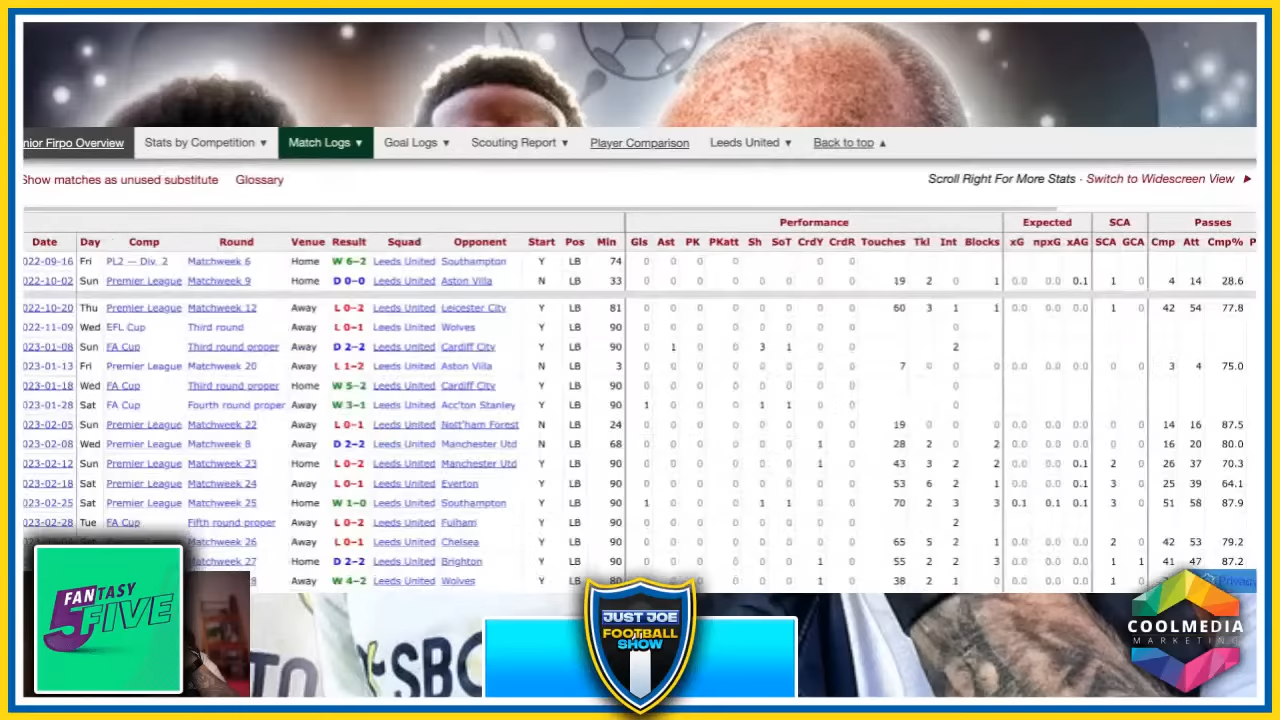 nior Firpo Overview Stats by Competition ▼ Match Logs ▼ Goal Logs ▼ Scouting Report ▼ Player Comparison Leeds United ▼ Back to top ▲
Show matches as unused substitute Glossary Scroll Right For More Stats · Switch to Widescreen View ▶
Performance Expected SCA Passes
Date Day Comp Round Venue Result Squad Opponent Start Pos Min Gls Ast PK PKatt Sh SoT CrdY CrdR Touches Tkl Int Blocks xG npxG xAG SCA GCA Cmp Att Cmp% P
022-09-16 Fri PL2 — Div. 2 Matchweek 6 Home W 6–2 Leeds United Southampton Y LB 74 0 0 0 0 0 0 0
022-10-02 Sun Premier League Matchweek 9 Home D 0–0 Leeds United Aston Villa N LB 33 0 0 0 0 0 0 0 0 19 2 0 1 0.0 0.0 0.1 1 0 4 14 28.6
022-10-20 Thu Premier League Matchweek 12 Away L 0–2 Leeds United Leicester City Y LB 81 0 0 0 0 0 0 0 0 60 3 1 1 0.0 0.0 0.0 1 0 42 54 77.8
022-11-09 Wed EFL Cup Third round Away L 0–1 Leeds United Wolves Y LB 90 0 0 0 0 0 0 0 0 0
023-01-08 Sun FA Cup Third round proper Away D 2–2 Leeds United Cardiff City Y LB 90 0 1 0 0 3 1 0 0 2
023-01-13 Fri Premier League Matchweek 20 Away L 1–2 Leeds United Aston Villa N LB 3 0 0 0 0 0 0 0 0 7 0 0 0 0.0 0.0 0.0 0 0 3 4 75.0
023-01-18 Wed FA Cup Third round proper Home W 5–2 Leeds United Cardiff City Y LB 90 0 0 0 0 0 0 0 0 0
023-01-28 Sat FA Cup Fourth round proper Away W 3–1 Leeds United Acc'ton Stanley Y LB 90 1 0 0 0 1 1 0 0 0
023-02-05 Sun Premier League Matchweek 22 Away L 0–1 Leeds United Nott'ham Forest N LB 24 0 0 0 0 0 0 0 0 19 0 0 0 0.0 0.0 0.0 0 0 14 16 87.5
023-02-08 Wed Premier League Matchweek 8 Away D 2–2 Leeds United Manchester Utd N LB 68 0 0 0 0 0 0 1 0 28 2 0 2 0.0 0.0 0.0 0 0 16 20 80.0
023-02-12 Sun Premier League Matchweek 23 Home L 0–2 Leeds United Manchester Utd Y LB 90 0 0 0 0 0 0 1 0 43 3 2 2 0.0 0.0 0.1 2 0 26 37 70.3
023-02-18 Sat Premier League Matchweek 24 Away L 0–1 Leeds United Everton Y LB 90 0 0 0 0 0 0 0 0 53 6 2 1 0.0 0.0 0.0 3 0 25 39 64.1
023-02-25 Sat Premier League Matchweek 25 Home W 1–0 Leeds United Southampton Y LB 90 1 0 0 0 1 1 0 0 70 2 3 3 0.1 0.1 0.0 3 0 51 58 87.9
023-02-28 Tue FA Cup Fifth round proper Away L 0–2 Leeds United Fulham Y LB 90 0 0 0 0 0 0 0 0 2
Matchweek 26 Away L 0–1 Leeds United Chelsea Y LB 90 0 0 0 0 0 0 0 0 65 5 2 1 0.0 0.0 0.0 2 0 42 53 79.2
atchweek 27 Home D 2–2 Leeds United Brighton Y LB 90 0 0 0 0 0 0 0 0 55 2 2 3 0.0 0.0 0.0 1 1 41 47 87.2
8 Away W 4–2 Leeds United Wolves Y LB 80 0 0 0 0 0 0 1 0 38 2 1 0
Privacy
FANTASY
5FIVE
TO SBO
JUST JOE
FOOTBALL
SHOW
COOLMEDIA
MARKETING